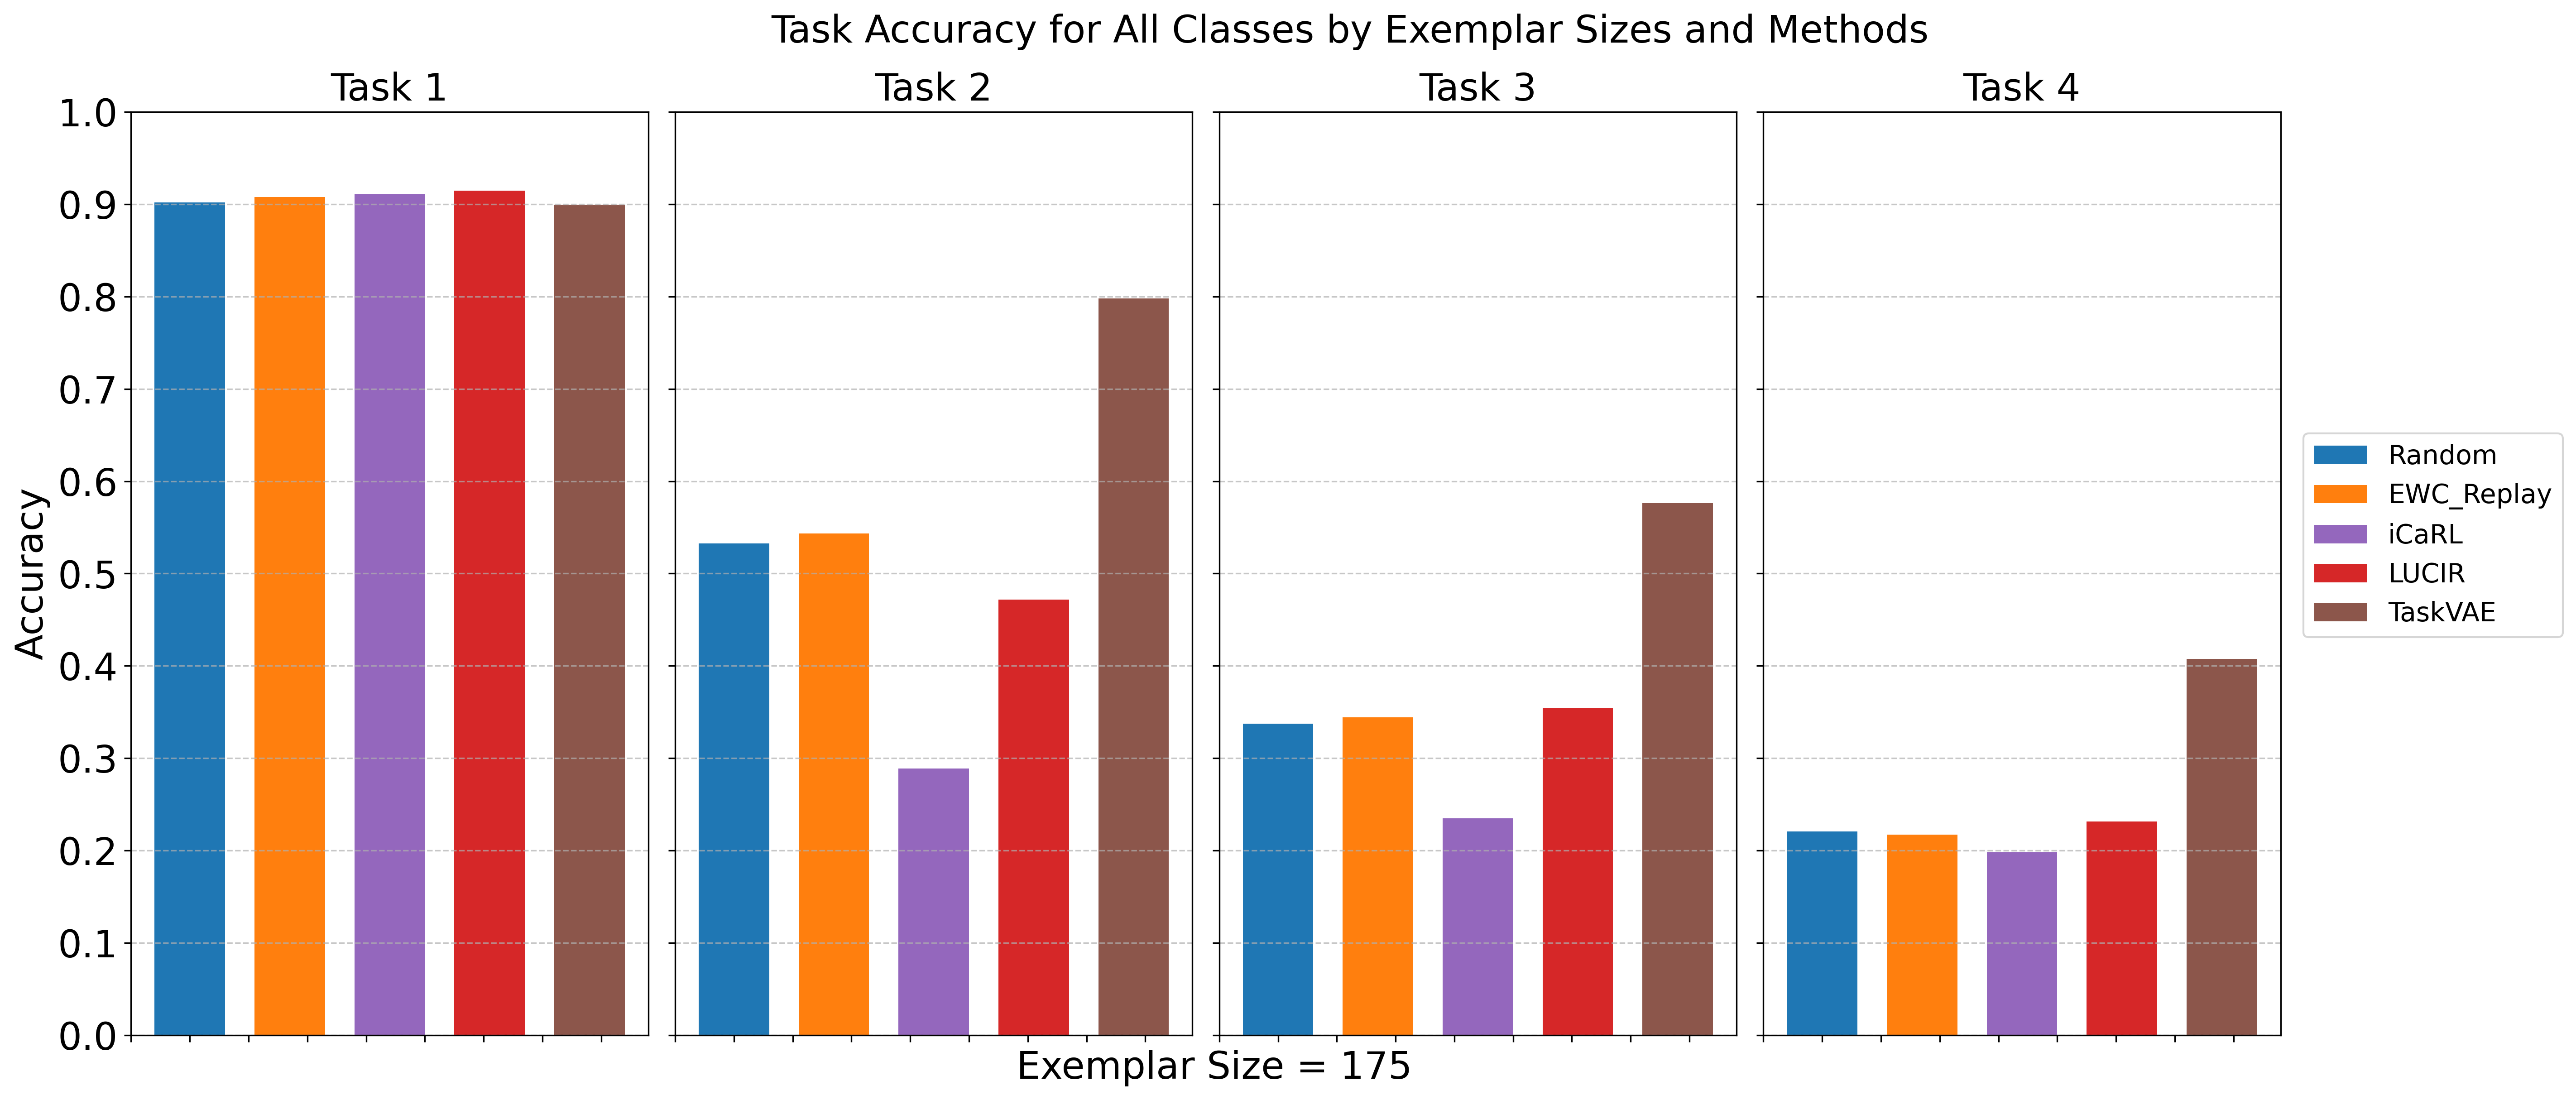 Task Accuracy for All Classes by Exemplar Sizes and Methods
Task 1
Task 2
Task 3
Task 4
Accuracy
1.0
0.9
0.8
0.7
0.6
0.5
0.4
0.3
0.2
0.1
0.0
Exemplar Size = 175
Random
EWC_Replay
iCaRL
LUCIR
TaskVAE